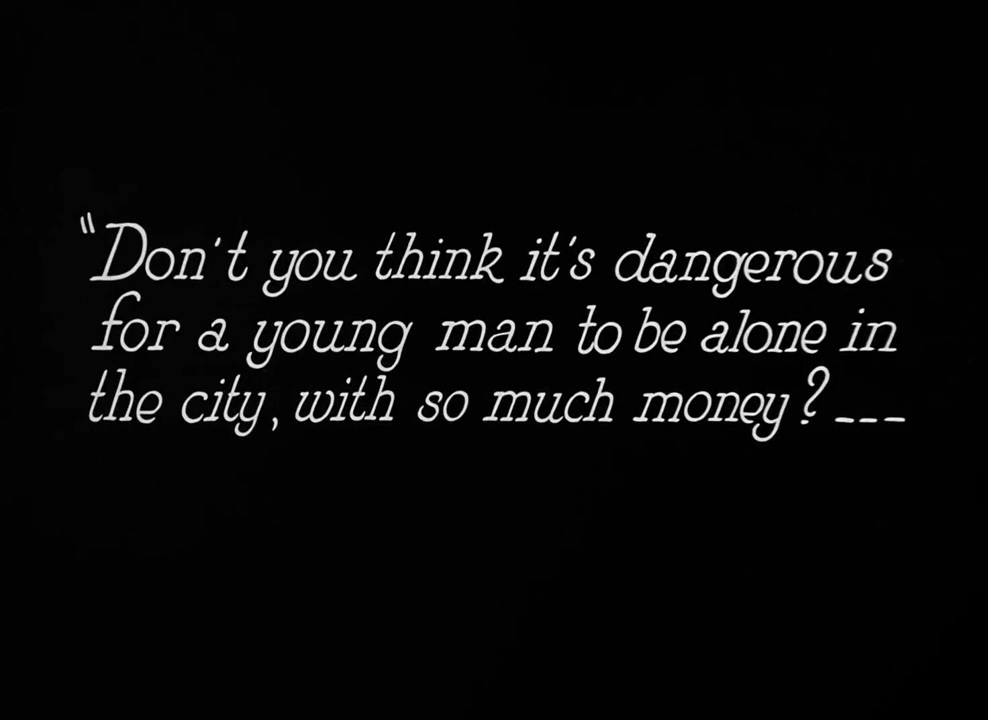 "Don't you think it's dangerous
for a young man to be alone in
the city, with so much money? ---